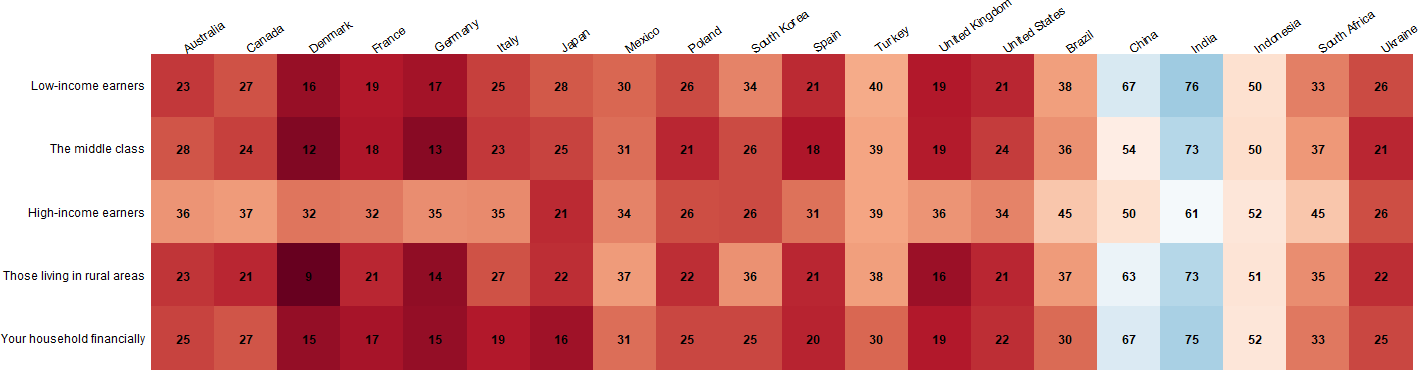 Australia Canada Denmark France Germany Italy Japan Mexico Poland South Korea Spain Turkey United Kingdom United States Brazil China India Indonesia South Africa Ukraine
Low-income earners 23 27 16 19 17 25 28 30 26 34 21 40 19 21 38 67 76 50 33 26
The middle class 28 24 12 18 13 23 25 31 21 26 18 39 19 24 36 54 73 50 37 21
High-income earners 36 37 32 32 35 35 21 34 26 26 31 39 36 34 45 50 61 52 45 26
Those living in rural areas 23 21 9 21 14 27 22 37 22 36 21 38 16 21 37 63 73 51 35 22
Your household financially 25 27 15 17 15 19 16 31 25 25 20 30 19 22 30 67 75 52 33 25